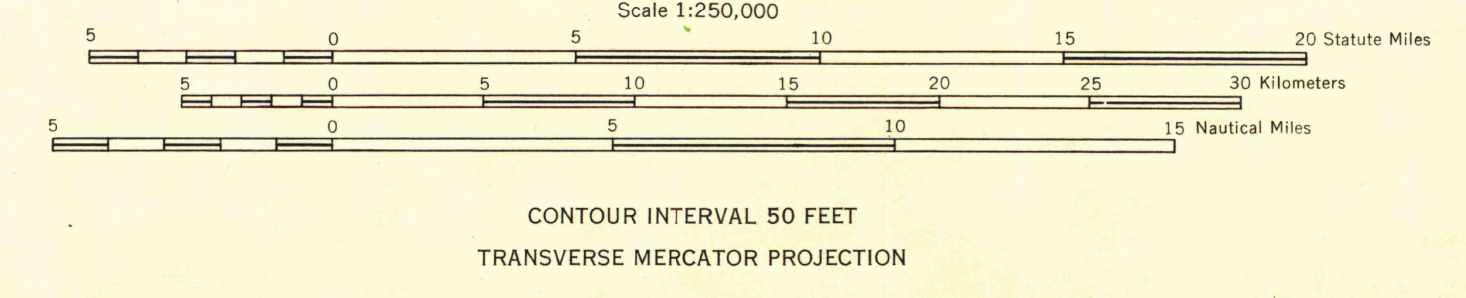 Scale 1:250,000
5 0 5 10 15 20 Statute Miles
5 0 5 10 15 20 25 30 Kilometers
5 0 5 10 15 Nautical Miles
CONTOUR INTERVAL 50 FEET
TRANSVERSE MERCATOR PROJECTION